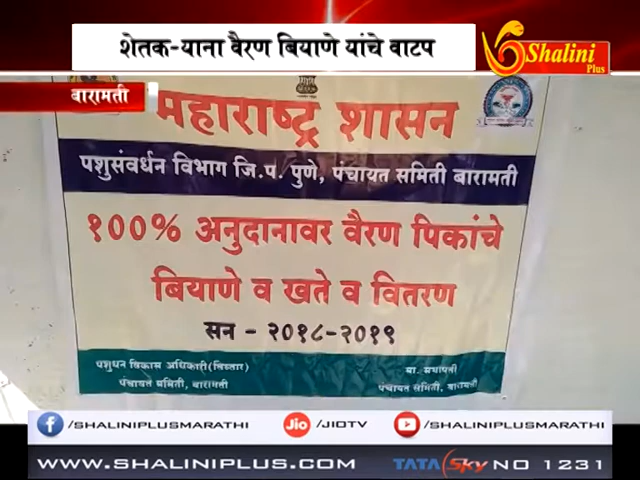 शेतक-याना वैरण बियाणे यांचे वाटप
Shalini
Plus
बारामती
महाराष्ट्र शासन
पशुसंवर्धन विभाग जि.प. पुणे, पंचायत समिती बारामती
१००% अनुदानावर वैरण पिकांचे
बियाणे व खते व वितरण
सन - २०१८-२०१९
पशुधन विकास अधिकारी(विस्तार)
मा. सभापती
पंचायत समिती, बारामती
पंचायत समिती, बारामती
/SHALINIPLUSMARATHI
Jio /JIOTV
/SHALINIPLUSMARATHI
WWW.SHALINIPLUS.COM
TATA Sky NO 1231